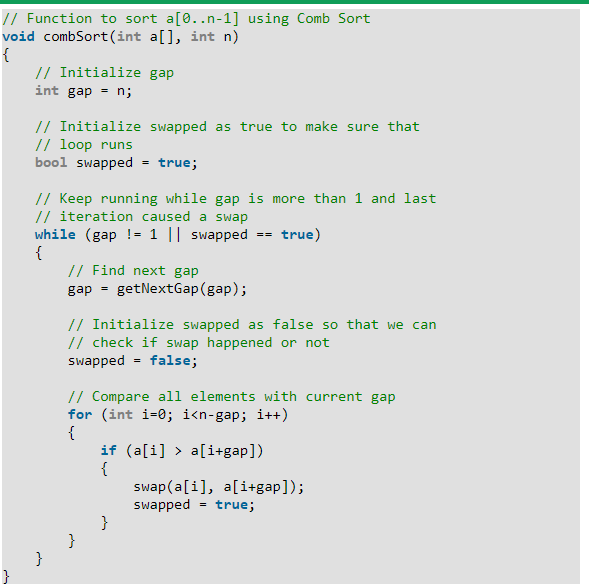 // Function to sort a[0..n-1] using Comb Sort
void combSort(int a[], int n)
{
    // Initialize gap
    int gap = n;

    // Initialize swapped as true to make sure that
    // loop runs
    bool swapped = true;

    // Keep running while gap is more than 1 and last
    // iteration caused a swap
    while (gap != 1 || swapped == true)
    {
        // Find next gap
        gap = getNextGap(gap);

        // Initialize swapped as false so that we can
        // check if swap happened or not
        swapped = false;

        // Compare all elements with current gap
        for (int i=0; i<n-gap; i++)
        {
            if (a[i] > a[i+gap])
            {
                swap(a[i], a[i+gap]);
                swapped = true;
            }
        }
    }
}